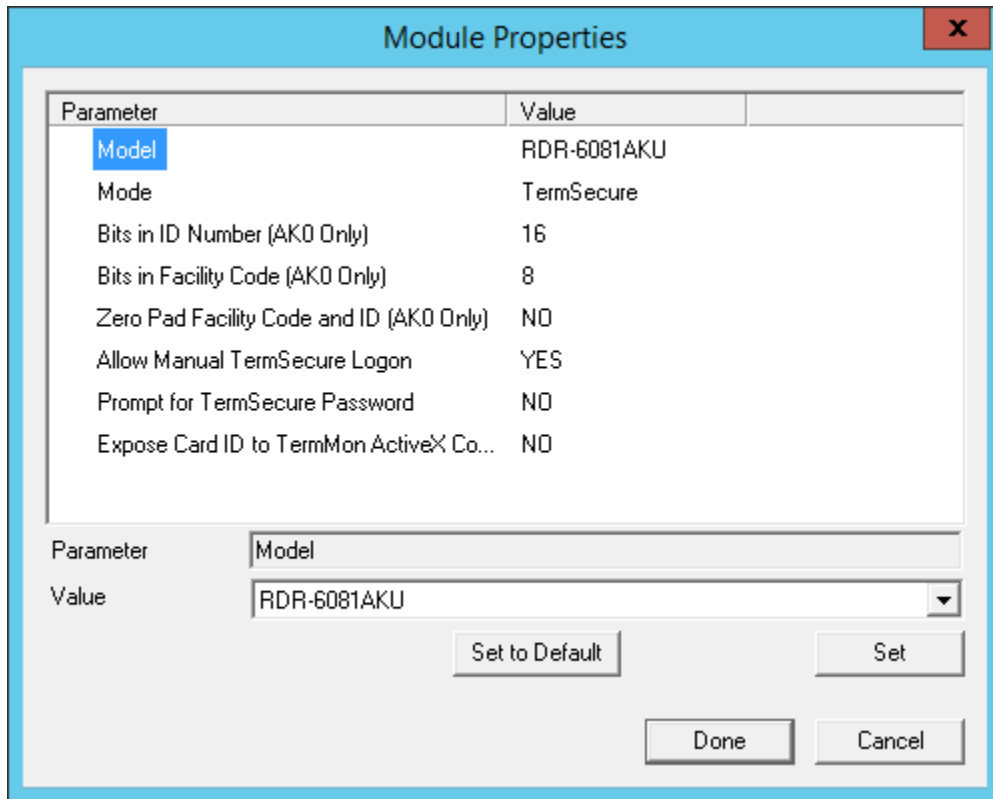 Module Properties
x
Parameter Value
Model RDR-6081AKU
Mode TermSecure
Bits in ID Number (AK0 Only) 16
Bits in Facility Code (AK0 Only) 8
Zero Pad Facility Code and ID (AK0 Only) NO
Allow Manual TermSecure Logon YES
Prompt for TermSecure Password NO
Expose Card ID to TermMon ActiveX Co... NO
Parameter Model
Value RDR-6081AKU
Set to Default Set
Done Cancel